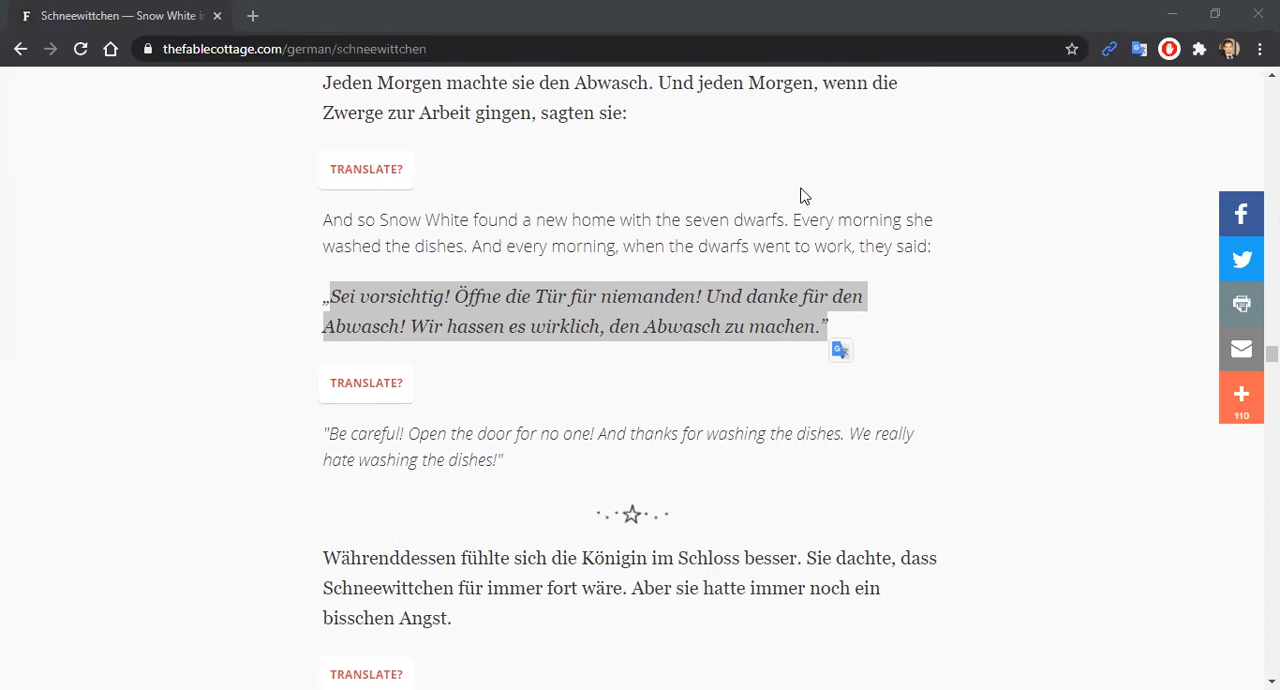 F Schneewittchen — Snow White i
thefablecottage.com/german/schneewittchen
Jeden Morgen machte sie den Abwasch. Und jeden Morgen, wenn die
Zwerge zur Arbeit gingen, sagten sie:
TRANSLATE?
And so Snow White found a new home with the seven dwarfs. Every morning she
washed the dishes. And every morning, when the dwarfs went to work, they said:
„Sei vorsichtig! Öffne die Tür für niemanden! Und danke für den
Abwasch! Wir hassen es wirklich, den Abwasch zu machen.”
TRANSLATE?
"Be careful! Open the door for no one! And thanks for washing the dishes. We really
hate washing the dishes!"
Währenddessen fühlte sich die Königin im Schloss besser. Sie dachte, dass
Schneewittchen für immer fort wäre. Aber sie hatte immer noch ein
bisschen Angst.
TRANSLATE?
110